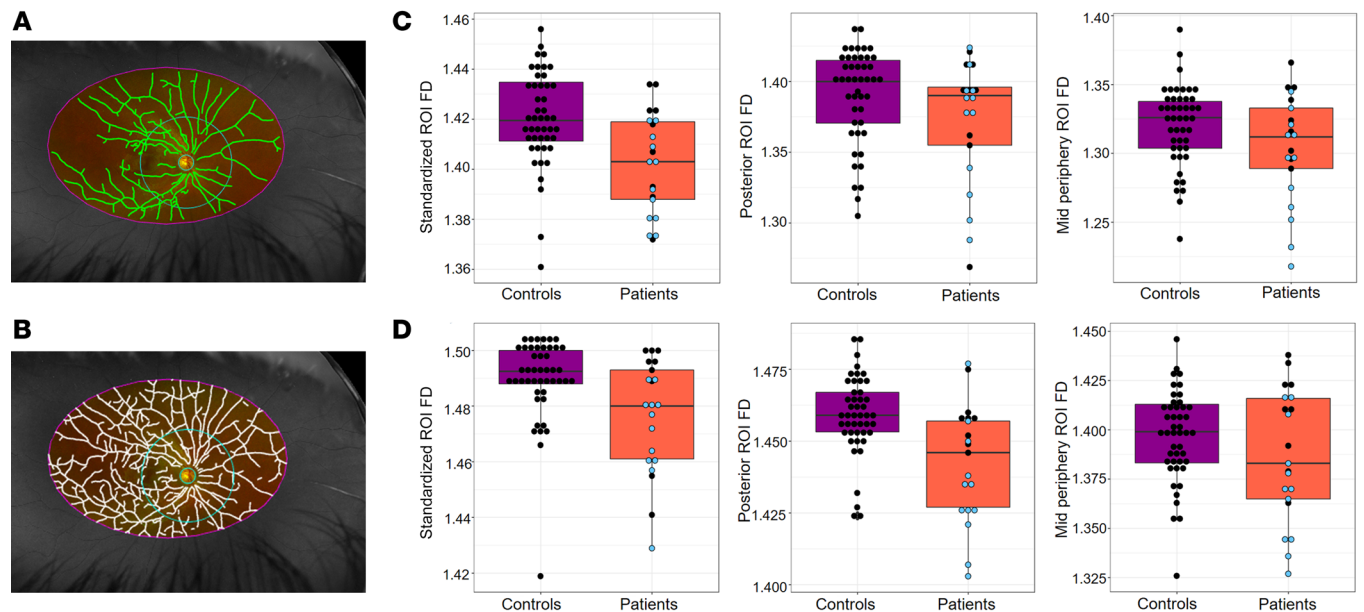 A
B
C
Standardized ROI FD
1.46
1.44
1.42
1.40
1.38
1.36
Controls
Patients
Posterior ROI FD
1.40
1.35
1.30
Controls
Patients
Mid periphery ROI FD
1.40
1.35
1.30
1.25
Controls
Patients
D
Standardized ROI FD
1.50
1.48
1.46
1.44
1.42
Controls
Patients
Posterior ROI FD
1.475
1.450
1.425
1.400
Controls
Patients
Mid periphery ROI FD
1.450
1.425
1.400
1.375
1.350
1.325
Controls
Patients